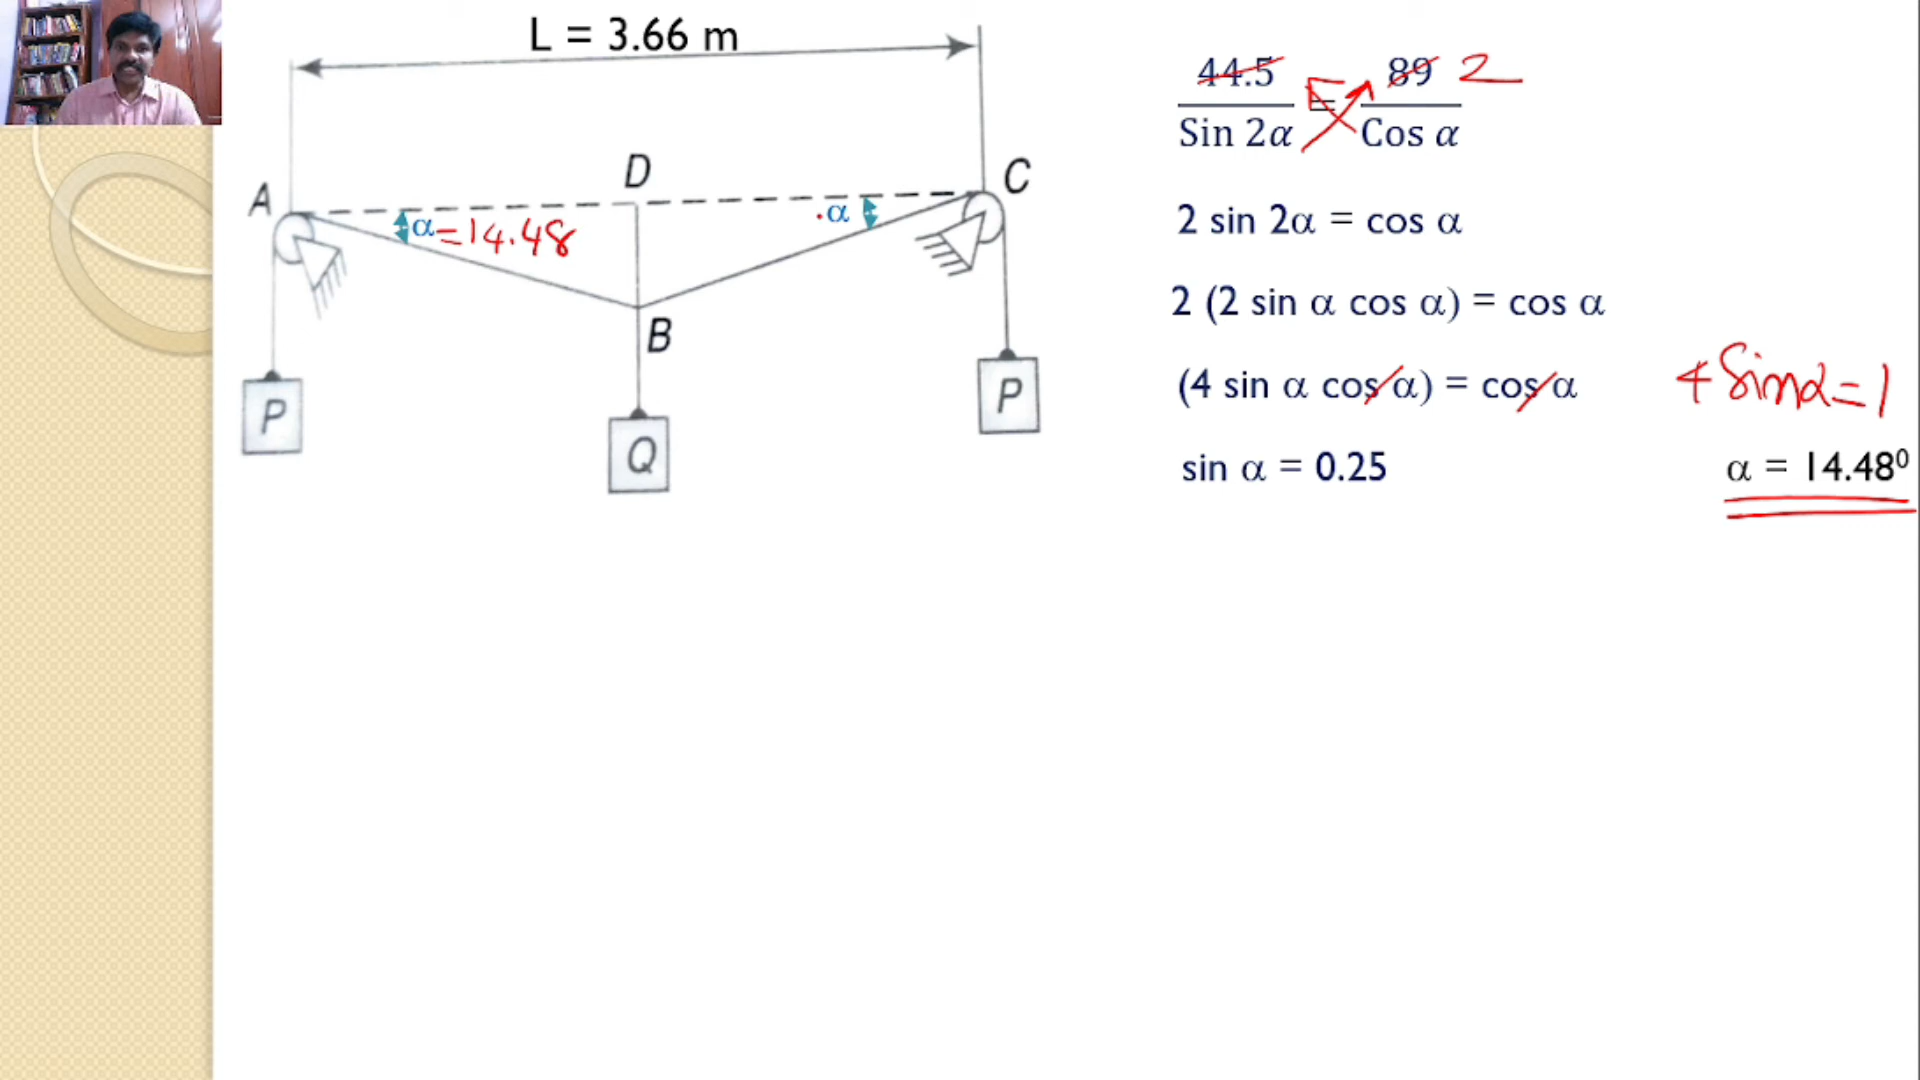 L = 3.66 m
A
D
C
α=14.48
.α
B
P
Q
P
44.5 / Sin 2α = 89 2 / Cos α
2 sin 2α = cos α
2 (2 sin α cos α) = cos α
(4 sin α cos α) = cos α
4 Sinα=1
sin α = 0.25
α = 14.48⁰